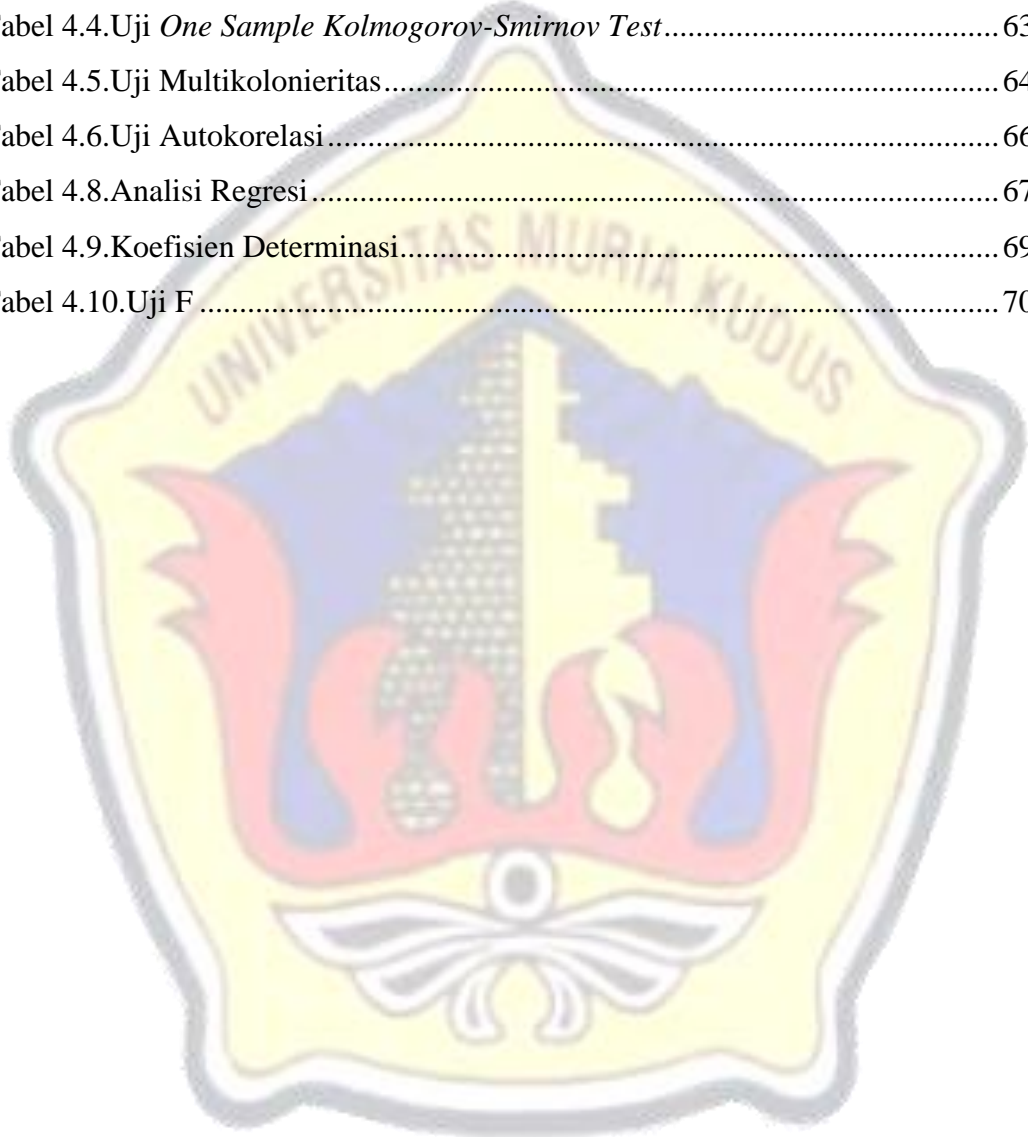 abel 4.4.Uji One Sample Kolmogorov-Smirnov Test.......................................... 63
abel 4.5.Uji Multikolonieritas.............................................................................. 64
abel 4.6.Uji Autokorelasi..................................................................................... 66
abel 4.8.Analisi Regresi....................................................................................... 67
abel 4.9.Koefisien Determinasi............................................................................ 69
abel 4.10.Uji F ..................................................................................................... 70
UNIVERSITAS MURIA KUDUS